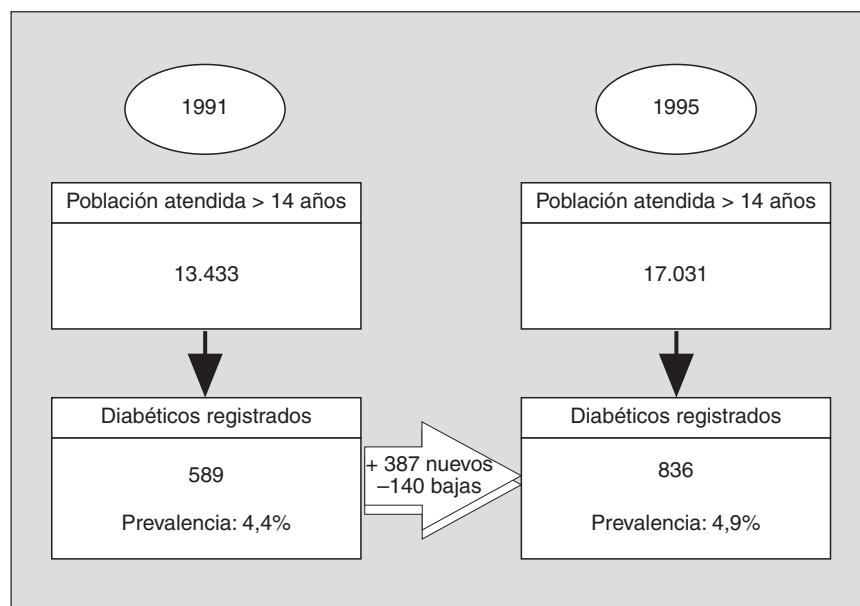 1991
Población atendida > 14 años
13.433
Diabéticos registrados
589
Prevalencia: 4,4%
+ 387 nuevos
–140 bajas
1995
Población atendida > 14 años
17.031
Diabéticos registrados
836
Prevalencia: 4,9%